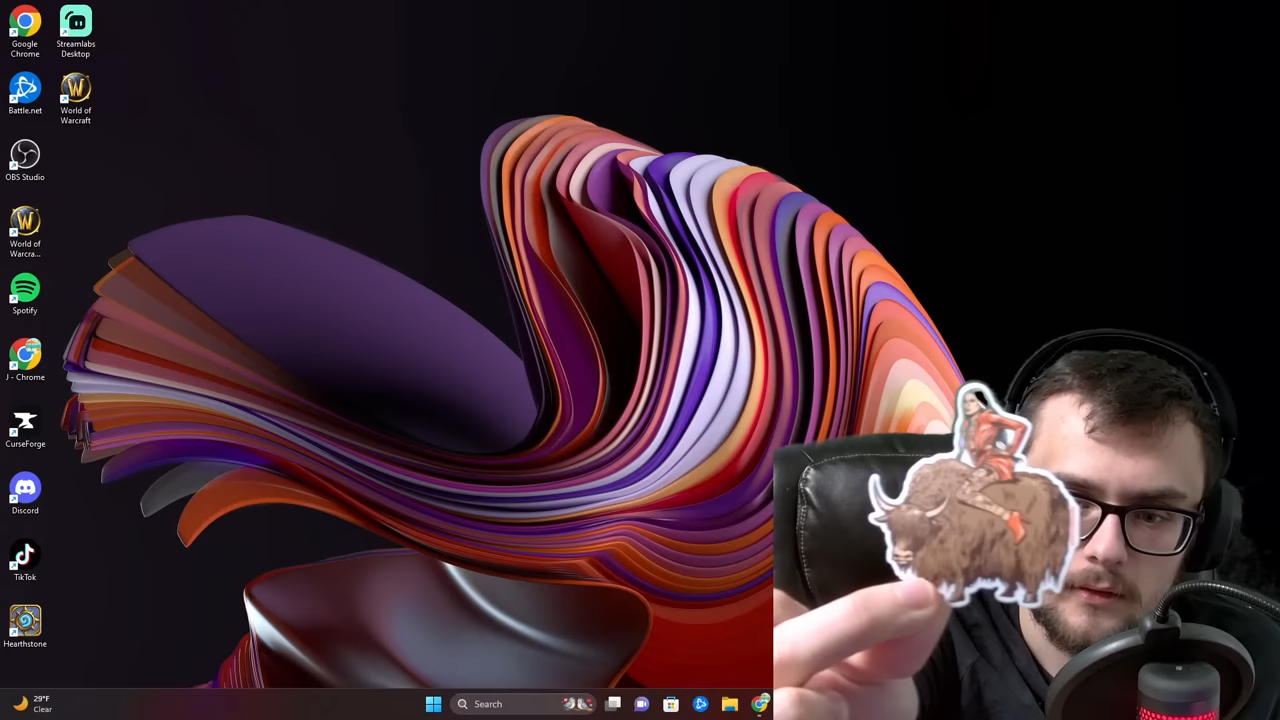 Google
Chrome
Streamlabs
Desktop
Battle.net
World of
Warcraft
OBS Studio
World of
Warcra...
Spotify
J - Chrome
CurseForge
Discord
TikTok
Hearthstone
29°F
Clear
Search